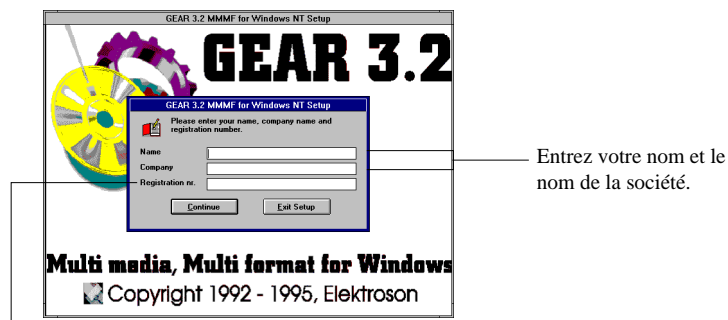 GEAR 3.2 MMMF for Windows NT Setup
GEAR 3.2
GEAR 3.2 MMMF for Windows NT Setup
Please enter your name, company name and
registration number.
Name
Company
Registration nr.
Continue
Exit Setup
Entrez votre nom et le
nom de la société.
Multi media, Multi format for Windows
Copyright 1992 - 1995, Elektroson